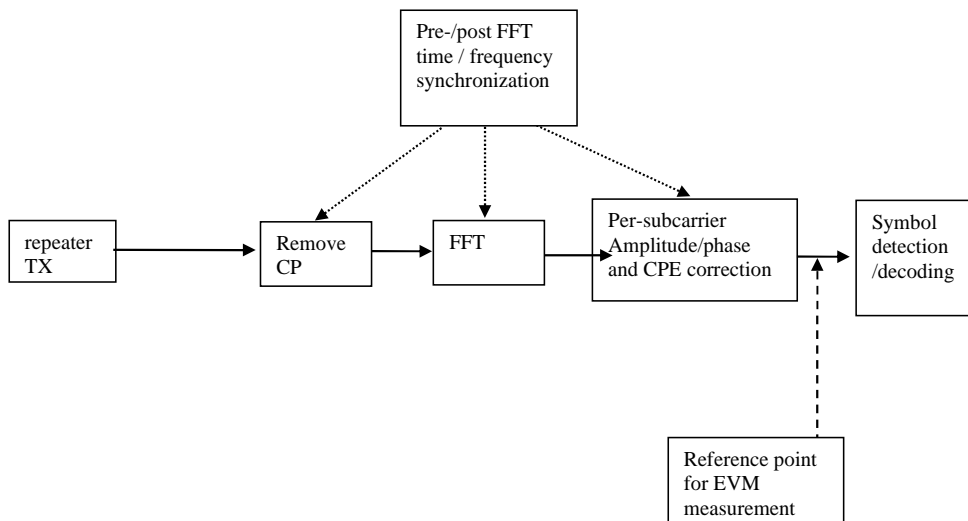 Pre-/post FFT
time / frequency
synchronization
repeater
TX
Remove
CP
FFT
Per-subcarrier
Amplitude/phase
and CPE correction
Symbol
detection
/decoding
Reference point
for EVM
measurement